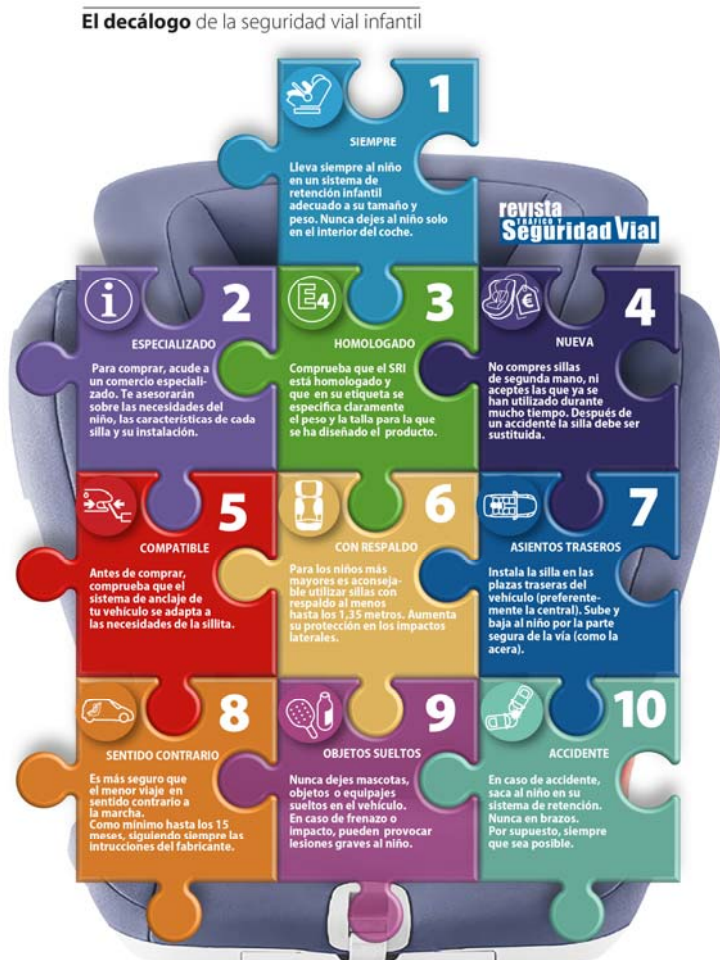 El decálogo de la seguridad vial infantil
1
SIEMPRE
Lleva siempre al niño
en un sistema de
retención infantil
adecuado a su tamaño y
peso. Nunca dejes al niño solo
en el interior del coche.
revista
TRÁFICO Y
Seguridad Vial
2
ESPECIALIZADO
Para comprar, acude a
un comercio especiali-
zado. Te asesorarán
sobre las necesidades del
niño, las características de cada
silla y su instalación.
E4
3
HOMOLOGADO
Comprueba que el SRI
está homologado y
que en su etiqueta se
especifica claramente
el peso y la talla para la que
se ha diseñado el producto.
€
4
NUEVA
No compres sillas
de segunda mano, ni
aceptes las que ya se
han utilizado durante
mucho tiempo. Después de
un accidente la silla debe ser
sustituida.
5
COMPATIBLE
Antes de comprar,
comprueba que el
sistema de anclaje de
tu vehículo se adapta a
las necesidades de la sillita.
6
CON RESPALDO
Para los niños más
mayores es aconseja-
ble utilizar sillas con
respaldo al menos
hasta los 1,35 metros. Aumenta
su protección en los impactos
laterales.
7
ASIENTOS TRASEROS
Instala la silla en las
plazas traseras del
vehículo (preferente-
mente la central). Sube y
baja al niño por la parte
segura de la vía (como la
acera).
8
SENTIDO CONTRARIO
Es más seguro que
el menor viaje en
sentido contrario a
la marcha.
Como mínimo hasta los 15
meses, siguiendo siempre las
intrucciones del fabricante.
9
OBJETOS SUELTOS
Nunca dejes mascotas,
objetos o equipajes
sueltos en el vehículo.
En caso de frenazo o
impacto, pueden provocar
lesiones graves al niño.
10
ACCIDENTE
En caso de accidente,
saca al niño en su
sistema de retención.
Nunca en brazos.
Por supuesto, siempre
que sea posible.